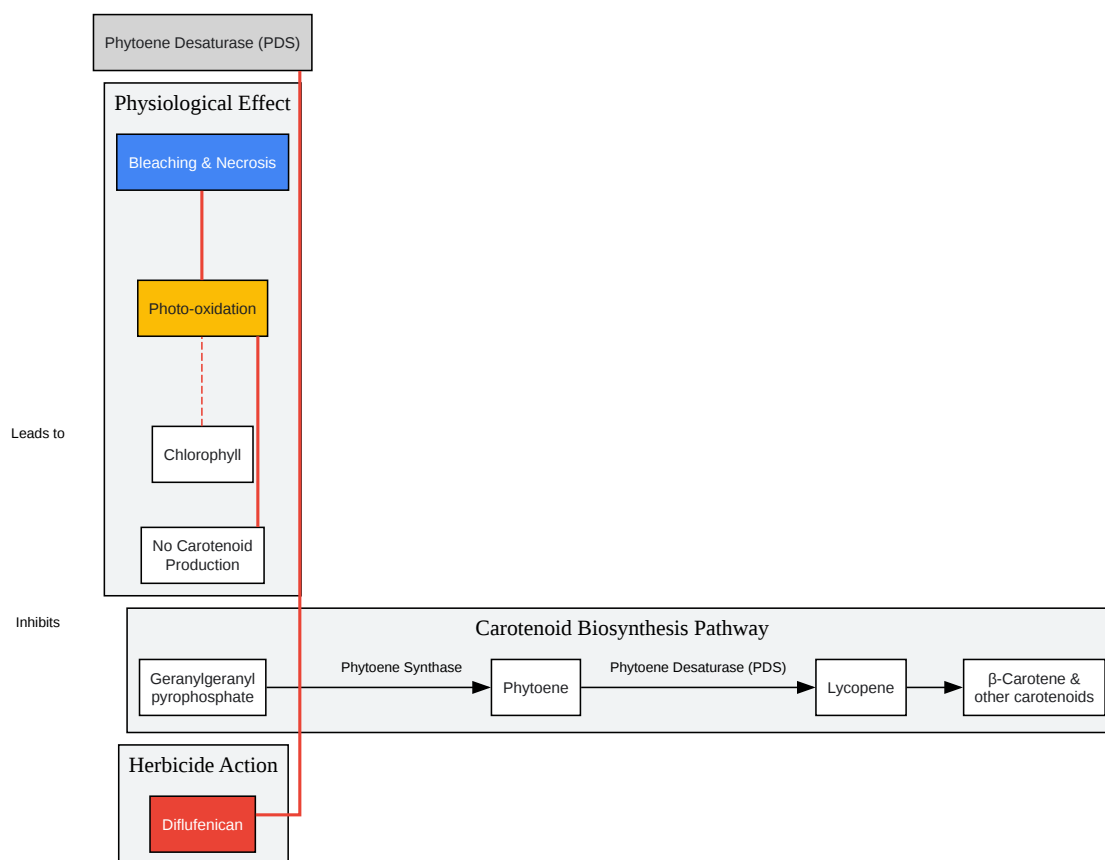 Phytoene Desaturase (PDS)
Physiological Effect
Bleaching & Necrosis
Photo-oxidation
Leads to
Chlorophyll
No Carotenoid
Production
Inhibits
Carotenoid Biosynthesis Pathway
Geranylgeranyl
pyrophosphate
Phytoene Synthase
Phytoene
Phytoene Desaturase (PDS)
Lycopene
β-Carotene &
other carotenoids
Herbicide Action
Diflufenican